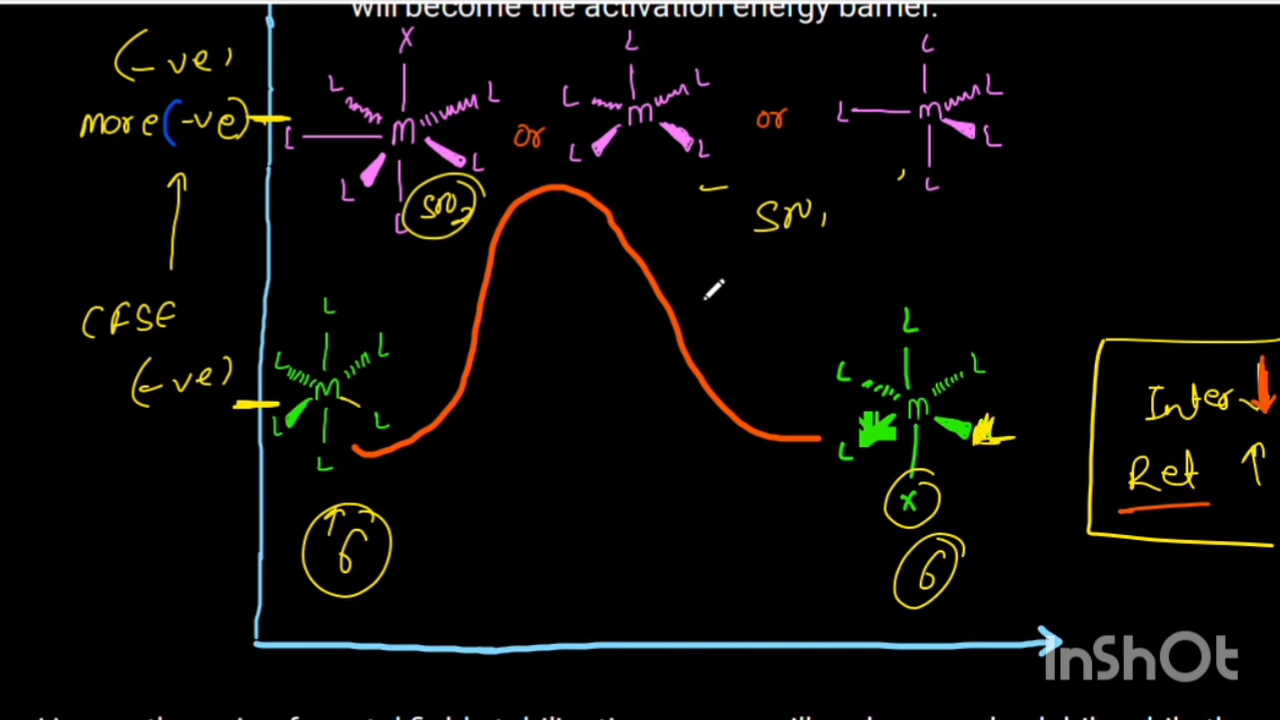 will become the activation energy barrier.
(-ve)
more (-ve)
CFSE
(-ve)
X
L L
L M
L L
L
SN2
or
L
L L
M
L L
or
L
L M L
L
L
SN1
L
L L
M
L L
L
6
L
L L
M
L
X
6
Inter ↓
Ret ↑
InShOt